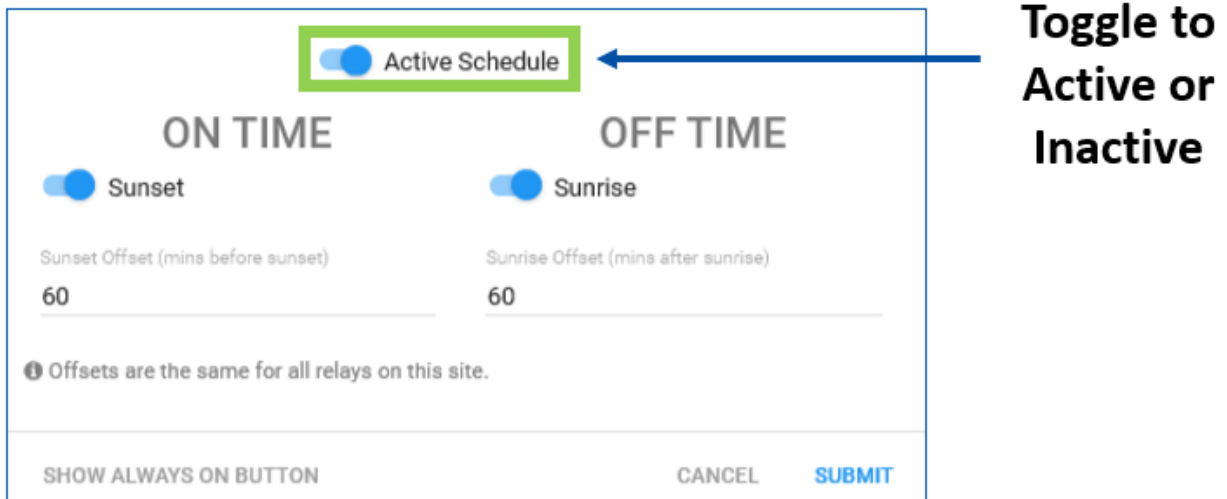 Active Schedule
Toggle to
Active or
Inactive
ON TIME
OFF TIME
Sunset
Sunrise
Sunset Offset (mins before sunset)
Sunrise Offset (mins after sunrise)
60
60
Offsets are the same for all relays on this site.
SHOW ALWAYS ON BUTTON
CANCEL
SUBMIT